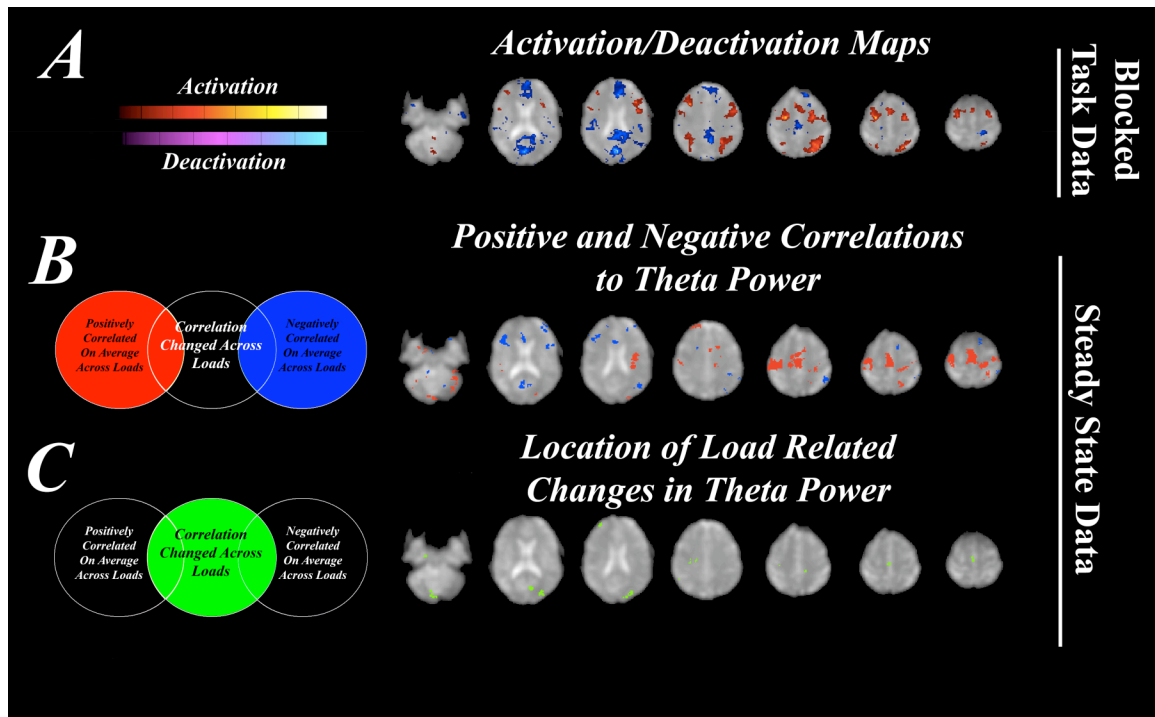 A
Activation/Deactivation Maps
Activation
Deactivation
Blocked
Task Data
B
Positive and Negative Correlations
to Theta Power
Positively
Correlated
On Average
Across Loads
Correlation
Changed Across
Loads
Negatively
Correlated
On Average
Across Loads
C
Location of Load Related
Changes in Theta Power
Positively
Correlated
On Average
Across Loads
Correlation
Changed Across
Loads
Negatively
Correlated
On Average
Across Loads
Steady State Data